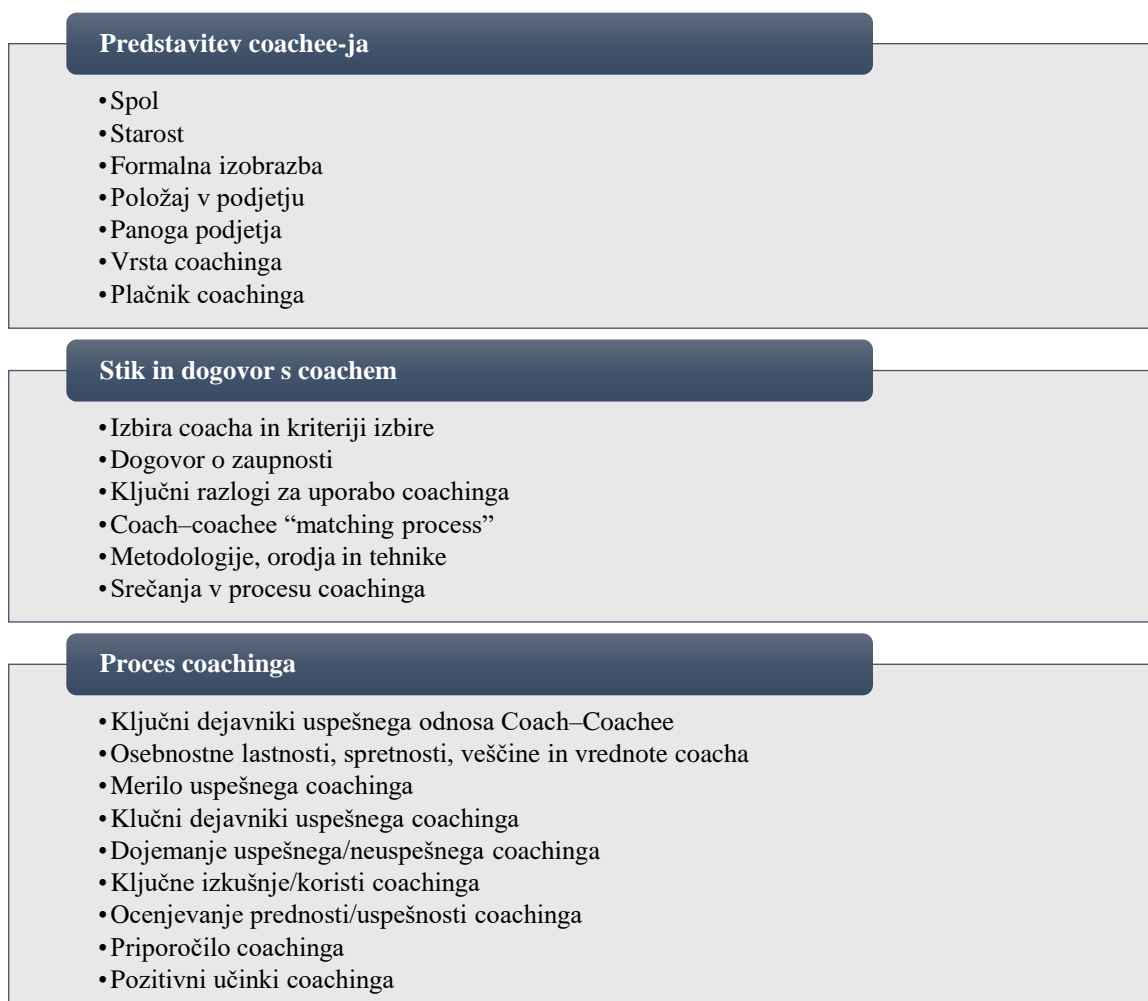 Predstavitev coachee-ja
•Spol
•Starost
•Formalna izobrazba
•Položaj v podjetju
•Panoga podjetja
•Vrsta coachinga
•Plačnik coachinga
Stik in dogovor s coachem
•Izbira coacha in kriteriji izbire
•Dogovor o zaupnosti
•Ključni razlogi za uporabo coachinga
•Coach–coachee “matching process”
•Metodologije, orodja in tehnike
•Srečanja v procesu coachinga
Proces coachinga
•Ključni dejavniki uspešnega odnosa Coach–Coachee
•Osebnostne lastnosti, spretnosti, veščine in vrednote coacha
•Merilo uspešnega coachinga
•Klučni dejavniki uspešnega coachinga
•Dojemanje uspešnega/neuspešnega coachinga
•Ključne izkušnje/koristi coachinga
•Ocenjevanje prednosti/uspešnosti coachinga
•Priporočilo coachinga
•Pozitivni učinki coachinga